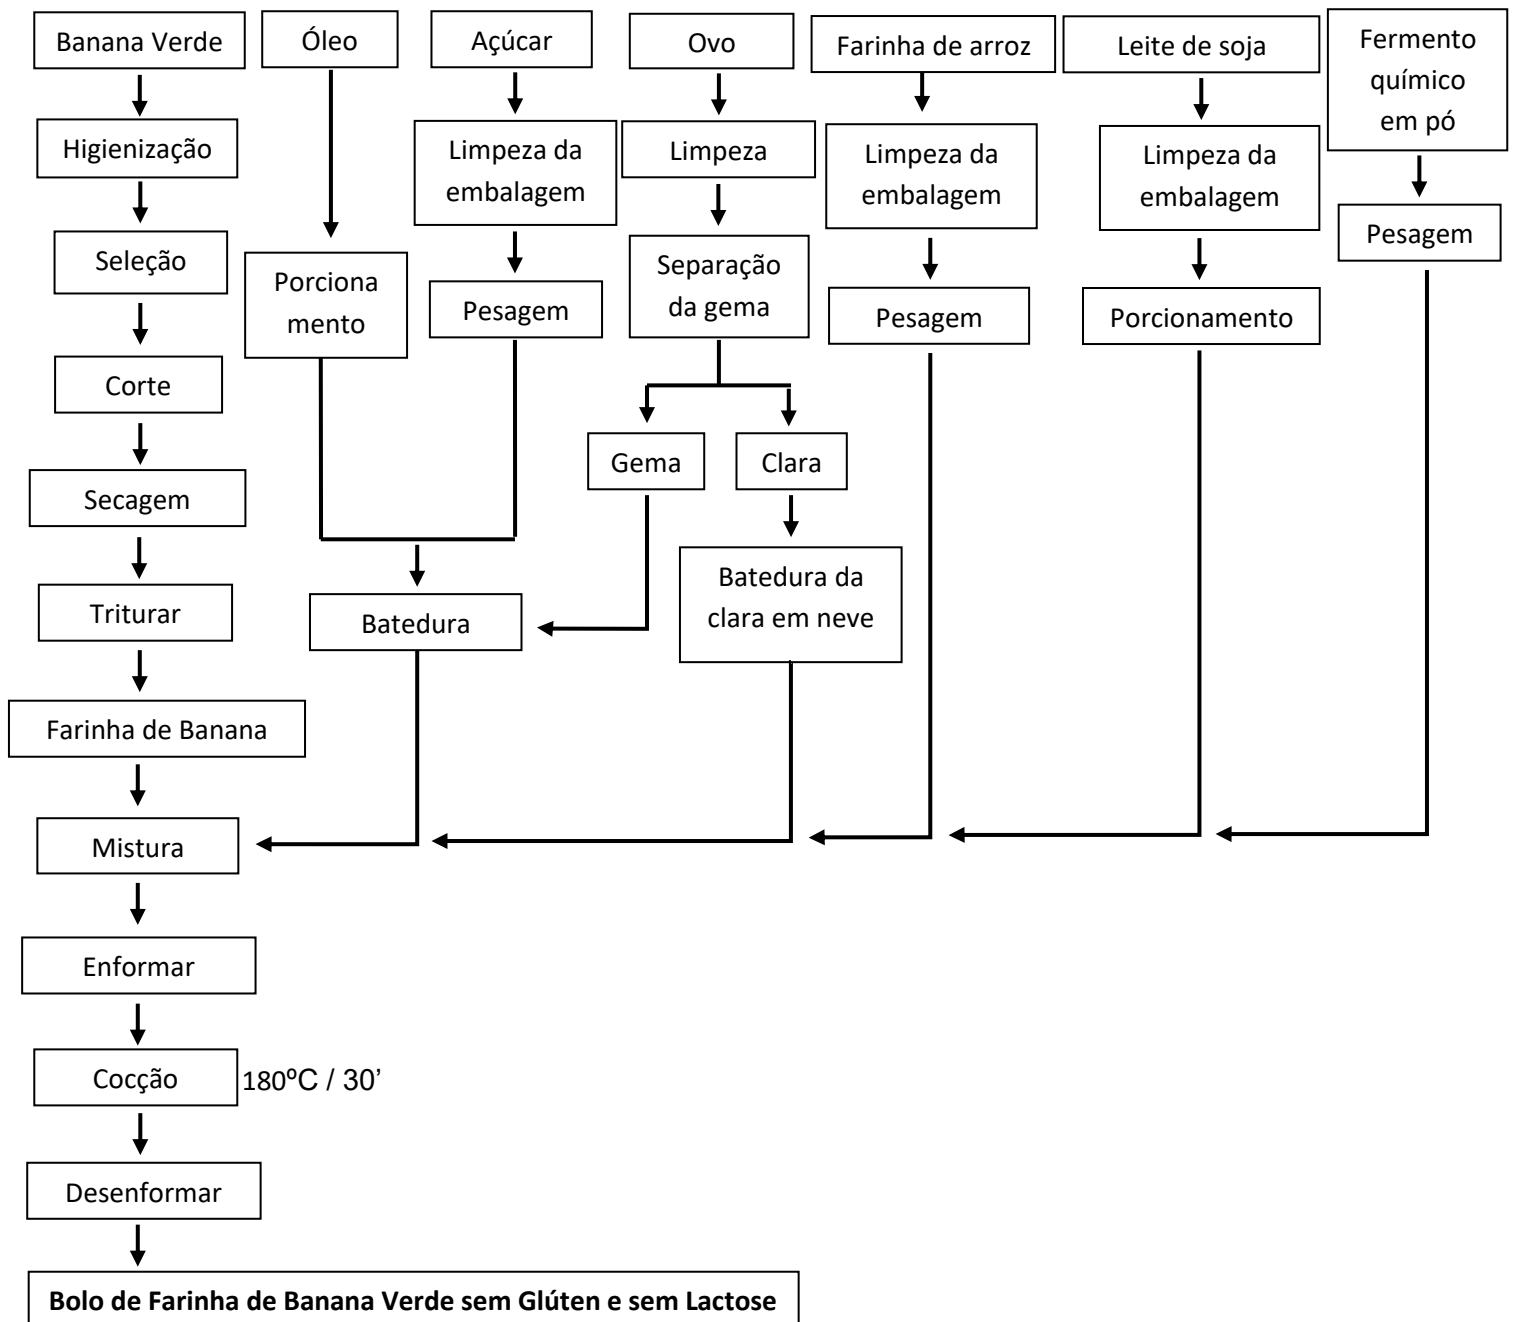 Banana Verde
Óleo
Açúcar
Ovo
Farinha de arroz
Leite de soja
Fermento
químico
em pó
Higienização
Limpeza da
embalagem
Limpeza
Limpeza da
embalagem
Limpeza da
embalagem
Pesagem
Seleção
Porciona
mento
Pesagem
Separação
da gema
Pesagem
Porcionamento
Corte
Gema
Clara
Secagem
Triturar
Batedura
Batedura da
clara em neve
Farinha de Banana
Mistura
Enformar
Cocção
180ºC / 30’
Desenformar
Bolo de Farinha de Banana Verde sem Glúten e sem Lactose